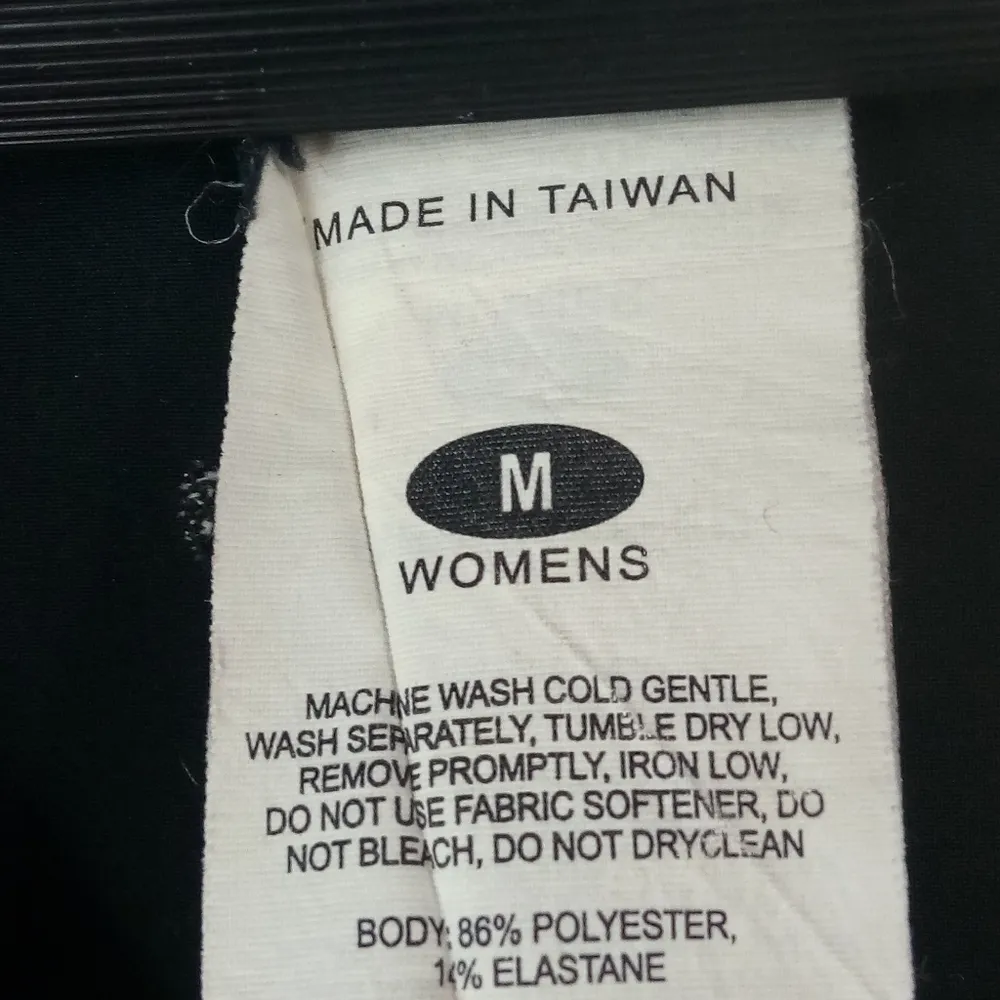 MADE IN TAIWAN
M
WOMENS
MACHINE WASH COLD GENTLE,
WASH SEPARATELY, TUMBLE DRY LOW,
REMOVE PROMPTLY, IRON LOW,
DO NOT USE FABRIC SOFTENER, DO
NOT BLEACH, DO NOT DRYCLEAN
BODY: 86% POLYESTER,
14% ELASTANE